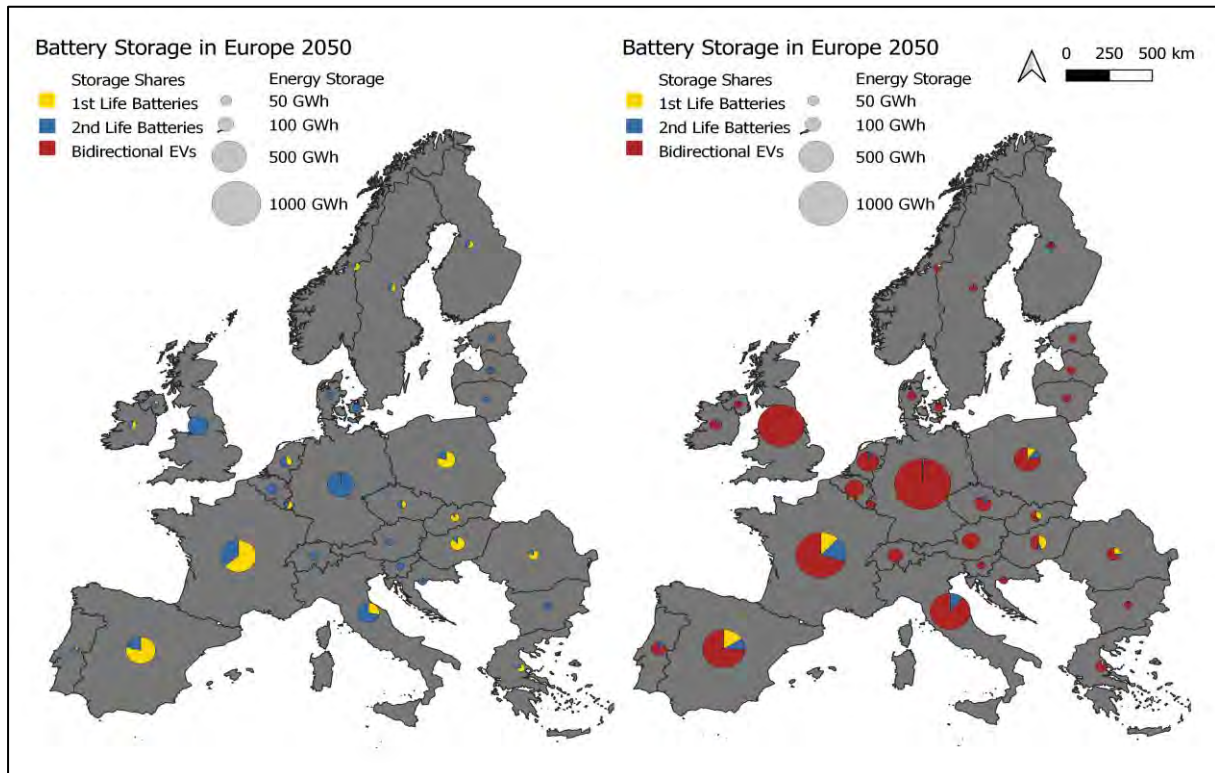 Battery Storage in Europe 2050
Storage Shares
1st Life Batteries
2nd Life Batteries
Bidirectional EVs
Energy Storage
50 GWh
100 GWh
500 GWh
1000 GWh
Battery Storage in Europe 2050
Storage Shares
1st Life Batteries
2nd Life Batteries
Bidirectional EVs
Energy Storage
50 GWh
100 GWh
500 GWh
1000 GWh
0 250 500 km